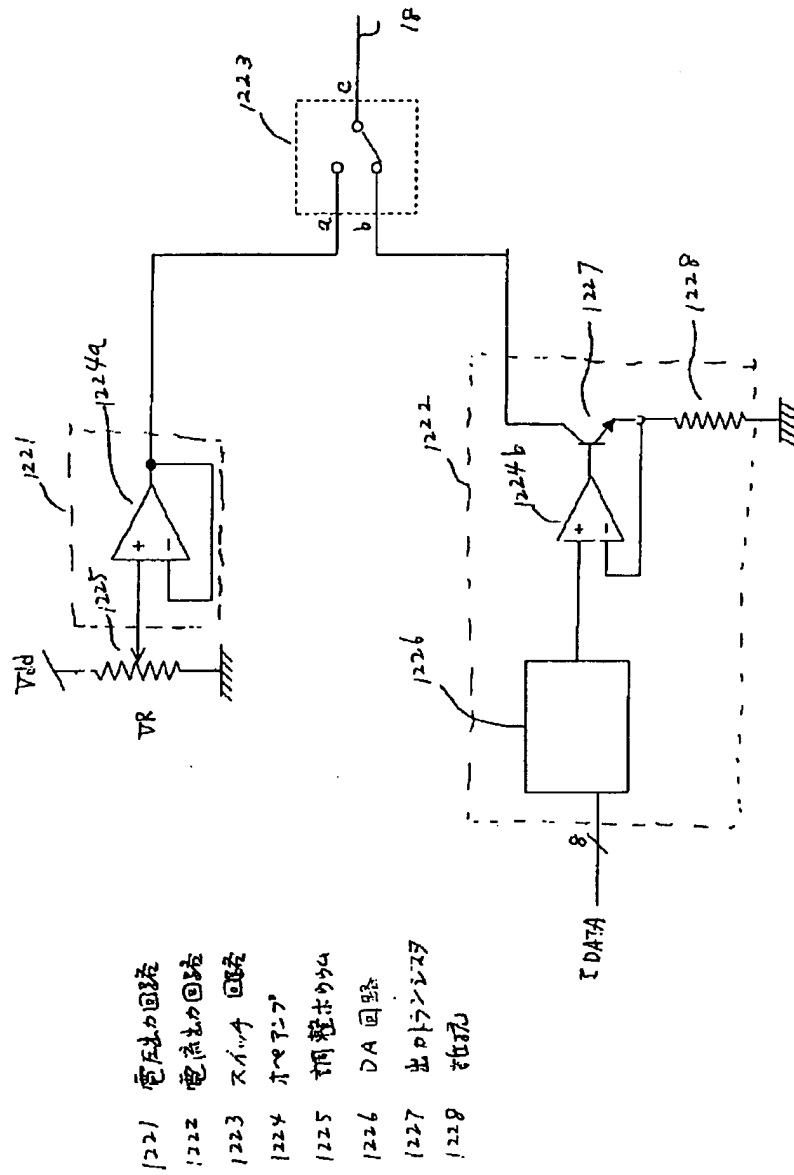 Vdd
VR
1225
1221
1224a
+
-
a
b
c
1223
18
IDATA
8
1226
1222
1224b
+
-
1227
1228
1221 電圧出力回路
1222 電流出力回路
1223 スイッチ回路
1224 オペアンプ
1225 調整ボリウム
1226 DA回路
1227 出力トランジスタ
1228 抵抗